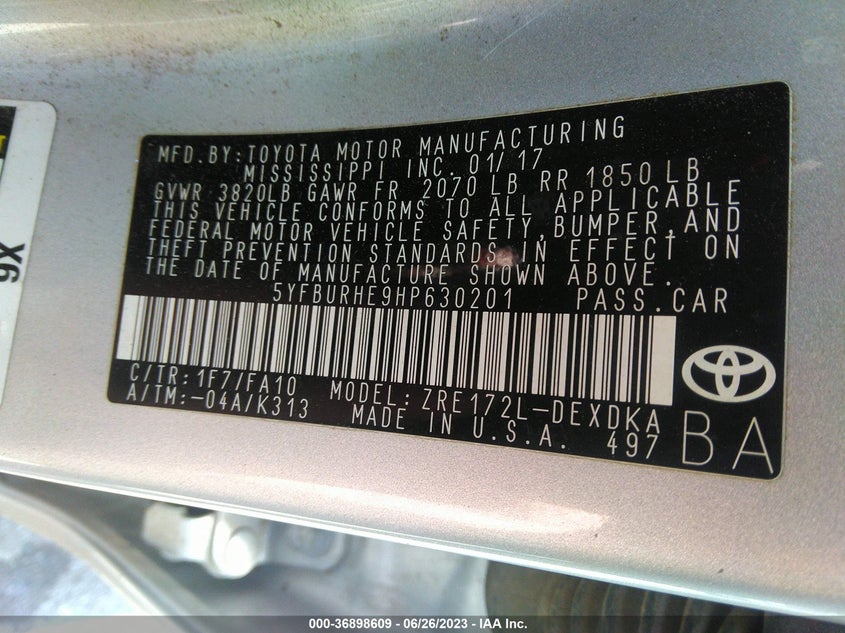 MFD.BY:TOYOTA MOTOR MANUFACTURING
MISSISSIPPI INC. 01/17
GVWR 3820LB GAWR FR 2070 LB RR 1850 LB
THIS VEHICLE CONFORMS TO ALL APPLICABLE
FEDERAL MOTOR VEHICLE SAFETY,BUMPER,AND
THEFT PREVENTION STANDARDS IN EFFECT ON
THE DATE OF MANUFACTURE SHOWN ABOVE.
5YFBURHE9HP630201 PASS.CAR
C/TR:1F7/FA10 MODEL:ZRE172L-DEXDKA
A/TM:-04A/K313 MADE IN U.S.A. 497
BA
9X
000-36898609 / 06/26/2023 - IAA Inc.